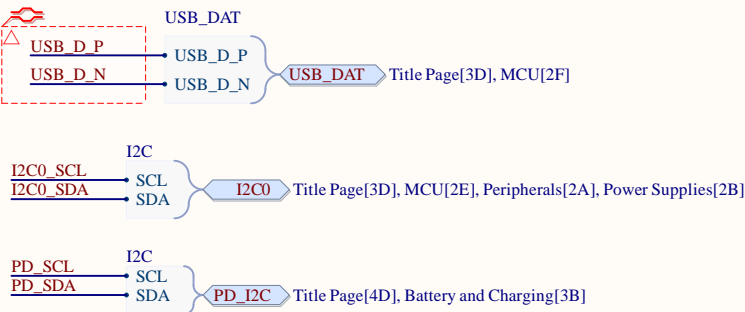 USB_DAT
USB_D_P USB_D_P
USB_DAT Title Page[3D], MCU[2F]
USB_D_N USB_D_N
I2C
I2C0_SCL SCL
I2C0_SDA SDA I2C0 Title Page[3D], MCU[2E], Peripherals[2A], Power Supplies[2B]
I2C
PD_SCL SCL
PD_SDA SDA PD_I2C Title Page[4D], Battery and Charging[3B]